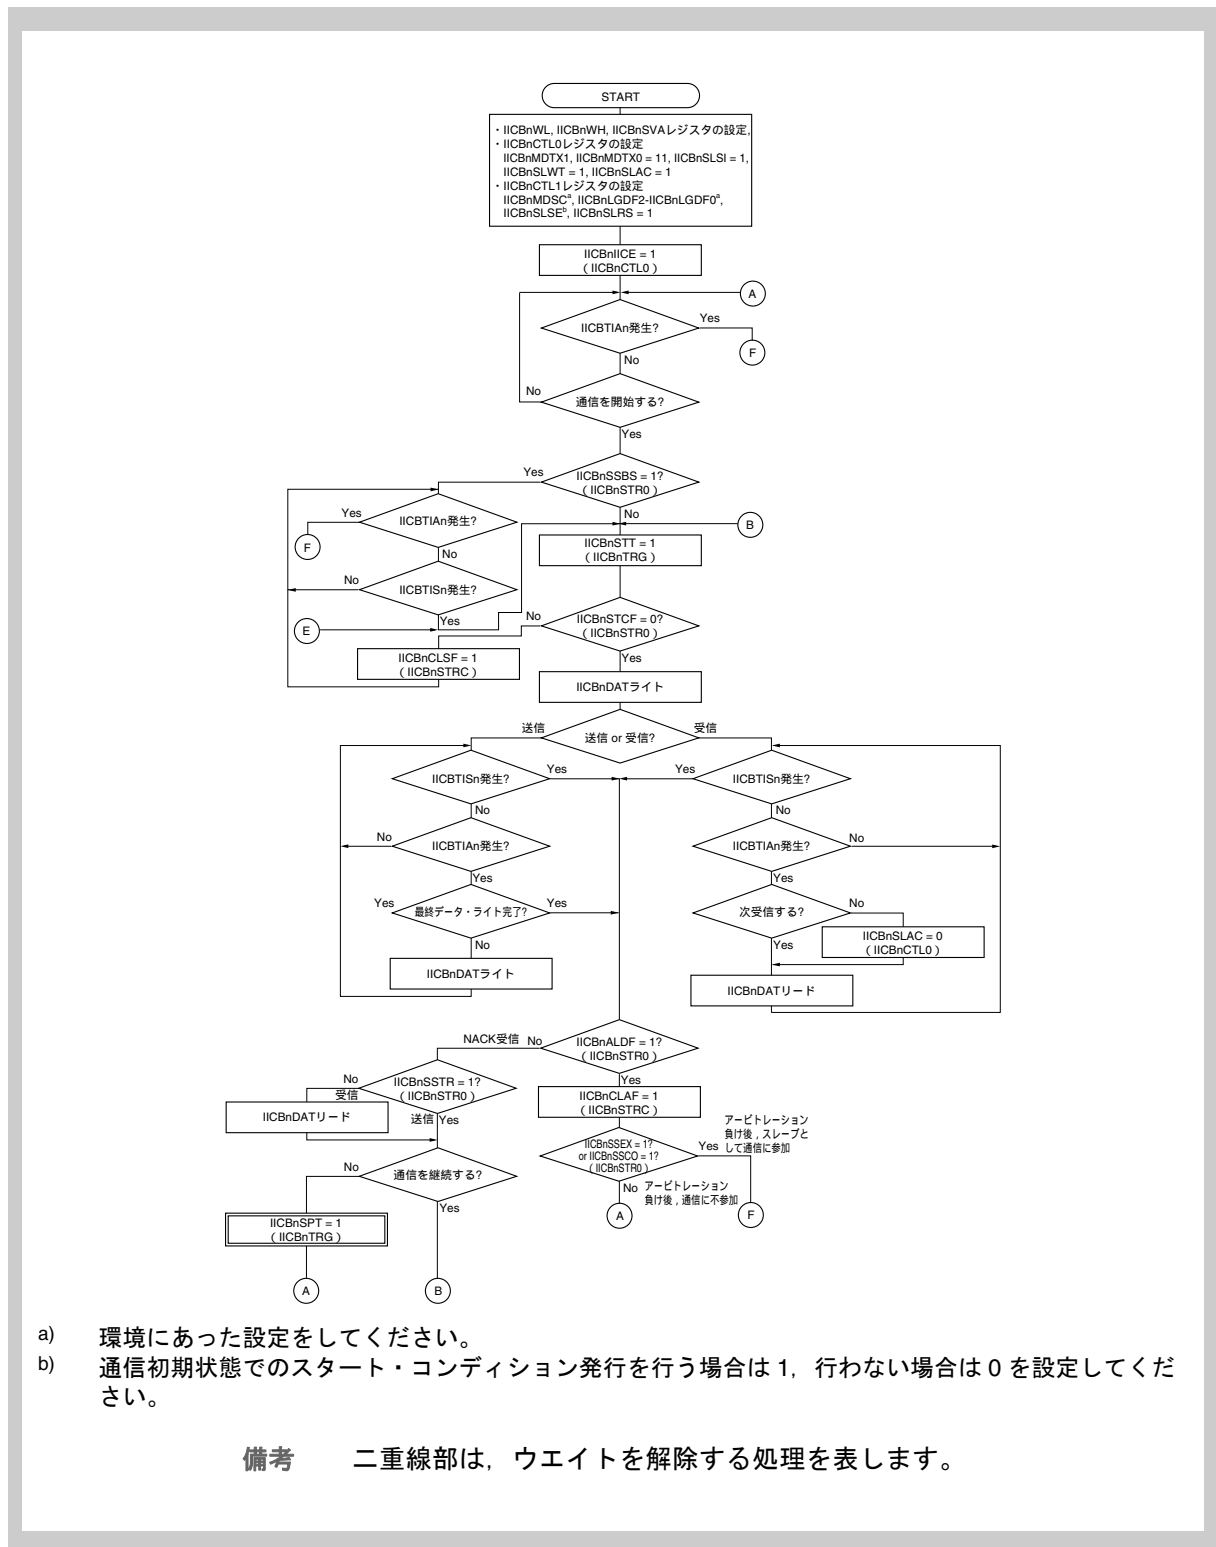 START
・IICBnWL, IICBnWH, IICBnSVAレジスタの設定,
・IICBnCTL0レジスタの設定
IICBnMDTX1, IICBnMDTX0 = 11, IICBnSLSI = 1,
IICBnSLWT = 1, IICBnSLAC = 1
・IICBnCTL1レジスタの設定
IICBnMDSCa, IICBnLGDF2-IICBnLGDF0a,
IICBnSLSEb, IICBnSLRS = 1
IICBnIICE = 1
( IICBnCTL0 )
A
IICBTIAn発生?
Yes
F
No
No
通信を開始する?
Yes
Yes
IICBnSSBS = 1?
( IICBnSTR0 )
No
B
Yes
IICBTIAn発生?
F
No
IICBnSTT = 1
( IICBnTRG )
No
IICBTISn発生?
Yes
E
No
IICBnSTCF = 0?
( IICBnSTR0 )
Yes
IICBnCLSF = 1
( IICBnSTRC )
IICBnDATライト
送信
送信 or 受信?
受信
IICBTISn発生?
Yes
Yes
IICBTISn発生?
No
No
No
IICBTIAn発生?
IICBTIAn発生?
No
Yes
Yes
Yes
最終データ・ライト完了?
Yes
次受信する?
No
No
Yes
IICBnSLAC = 0
( IICBnCTL0 )
IICBnDATライト
IICBnDATリード
NACK受信 No
IICBnALDF = 1?
( IICBnSTR0 )
Yes
No
受信
IICBnSSTR = 1?
( IICBnSTR0 )
IICBnCLAF = 1
( IICBnSTRC )
IICBnDATリード
送信 Yes
IICBnSSEX = 1?
or IICBnSSCO = 1?
( IICBnSTR0 )
Yes
アービトレーション
負け後 , スレーブと
して通信に参加
No
通信を継続する?
Yes
No
アービトレーション
負け後 , 通信に不参加
A
F
IICBnSPT = 1
( IICBnTRG )
A
B
a) 環境にあった設定をしてください。
b) 通信初期状態でのスタート・コンディション発行を行う場合は 1, 行わない場合は 0 を設定してくだ
さい。
備考 二重線部は, ウエイトを解除する処理を表します。